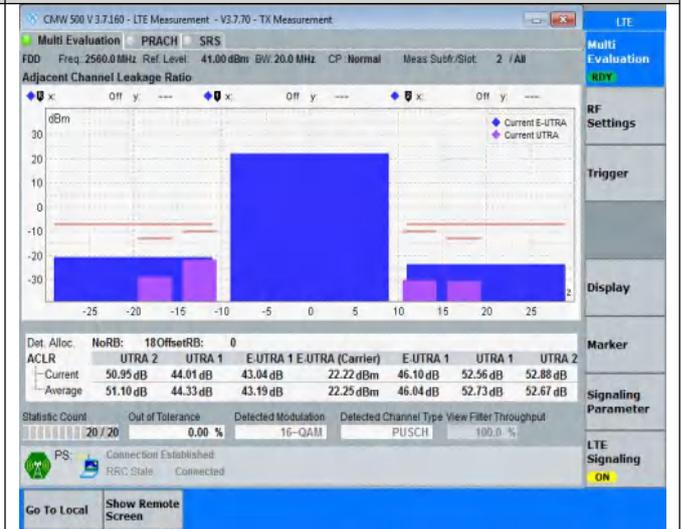 CMW 500 V 3.7.160 - LTE Measurement - V3.7.70 - TX Measurement
LTE
Multi Evaluation PRACH SRS
Multi Evaluation
RDY
FDD Freq.: 2560.0 MHz Ref. Level: 41.00 dBm BW: 20.0 MHz CP: Normal Meas Subfr./Slot: 2 / All
Adjacent Channel Leakage Ratio
x: Off y: --- x: Off y: --- x: Off y: ---
dBm
Current E-UTRA
Current UTRA
30
20
10
0
-10
-20
-30
-25 -20 -15 -10 -5 0 5 10 15 20 25
2
RF Settings
Trigger
Display
Marker
Signaling Parameter
LTE Signaling
ON
Det. Alloc. NoRB: 18 OffsetRB: 0
ACLR UTRA 2 UTRA 1 E-UTRA 1 E-UTRA (Carrier) E-UTRA 1 UTRA 1 UTRA 2
Current 50.95 dB 44.01 dB 43.04 dB 22.22 dBm 46.10 dB 52.56 dB 52.88 dB
Average 51.10 dB 44.33 dB 43.19 dB 22.25 dBm 46.04 dB 52.73 dB 52.67 dB
Statistic Count Out of Tolerance Detected Modulation Detected Channel Type View Filter Throughput
20 / 20 0.00 % 16-QAM PUSCH 100.0 %
PS: Connection Established
RRC State Connected
Go To Local
Show Remote Screen